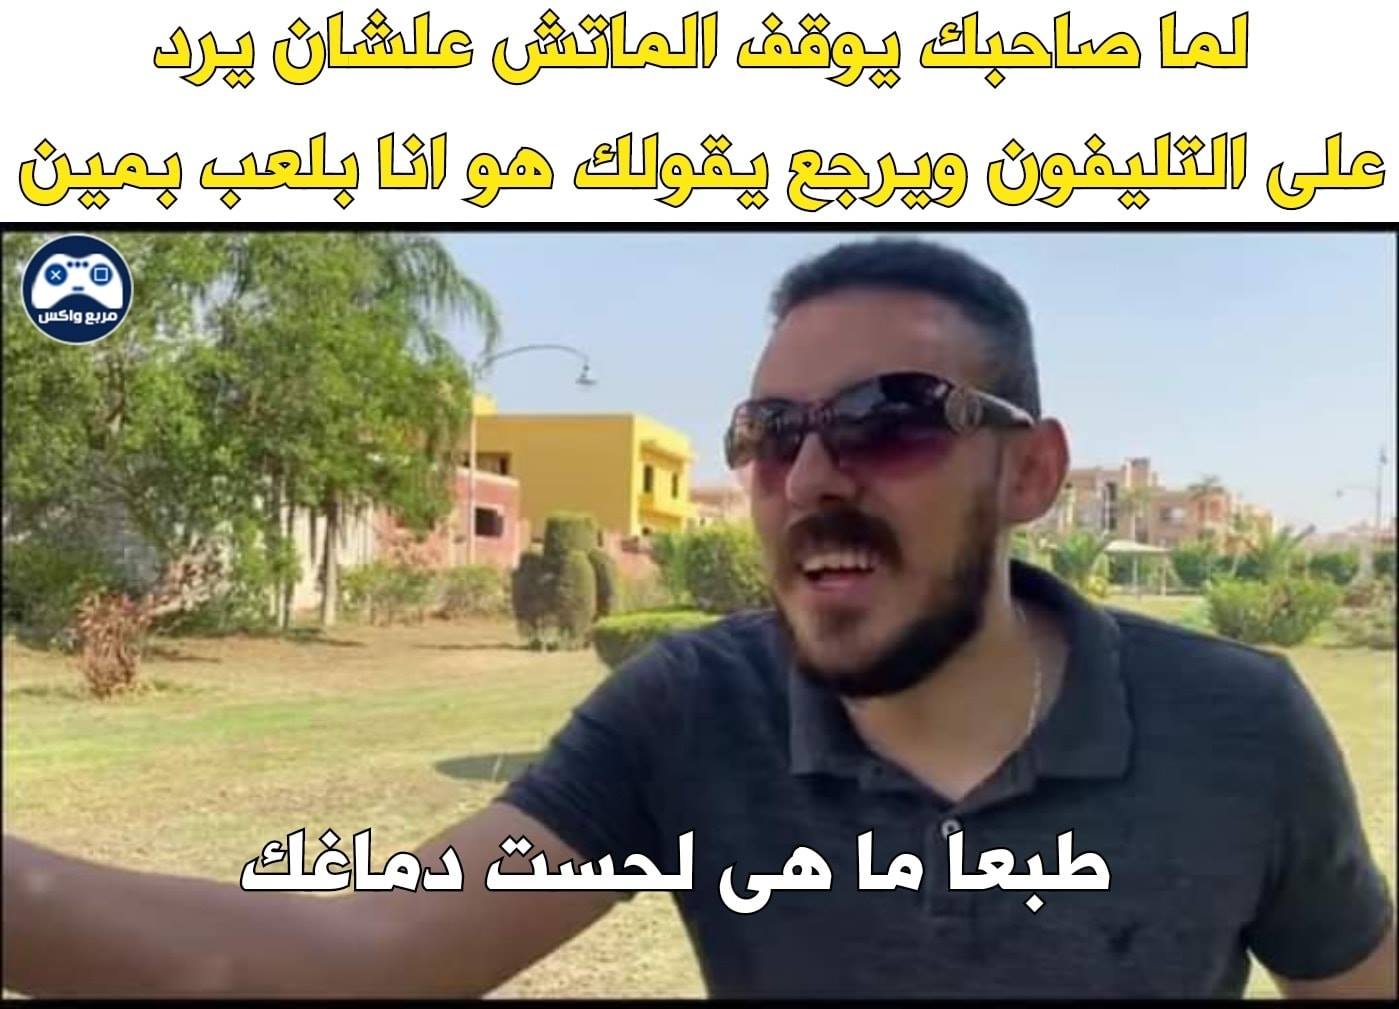 لما صاحبك يوقف الماتش علشان يرد
على التليفون ويرجع يقولك هو انا بلعب بمين
مربع واكس
طبعا ما هى لحست دماغك